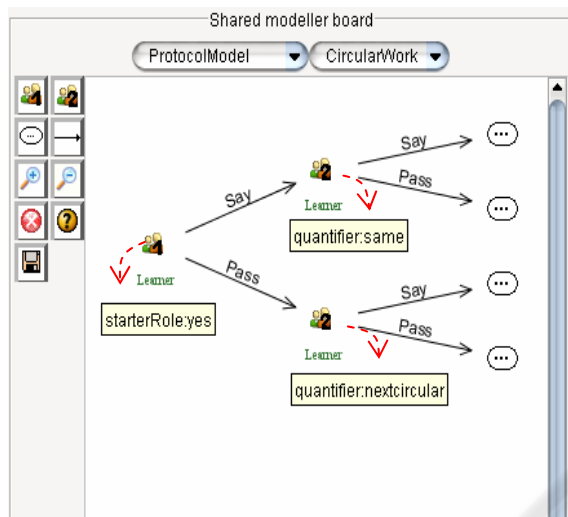 Shared modeller board
ProtocolModel
CircularWork
Say
Say
Pass
Learner
quantifier:same
Learner
Pass
starterRole:yes
Say
Pass
Learner
quantifier:nextcircular